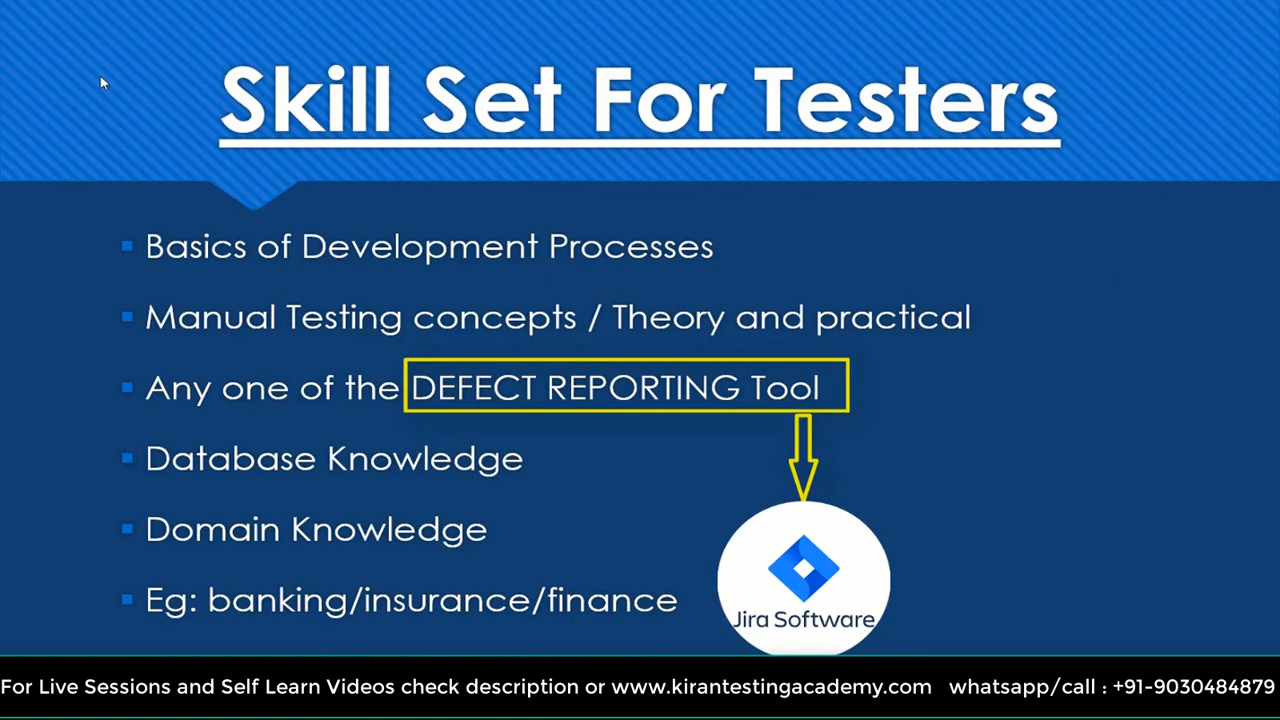 Skill Set For Testers
Basics of Development Processes
Manual Testing concepts / Theory and practical
Any one of the DEFECT REPORTING Tool
Database Knowledge
Domain Knowledge
Eg: banking/insurance/finance
Jira Software
For Live Sessions and Self Learn Videos check description or www.kirantestingacademy.com whatsapp/call : +91-9030484879